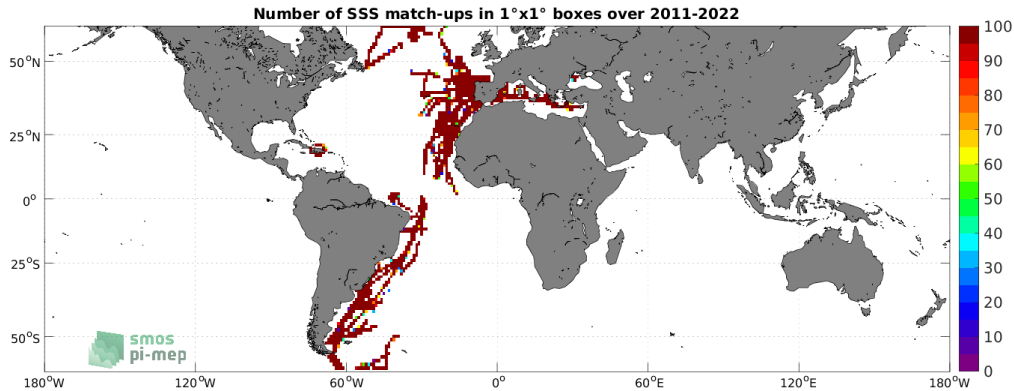 Number of SSS match-ups in 1°x1° boxes over 2011-2022
50°N
25°N
0°
25°S
50°S
180°W
120°W
60°W
0°
60°E
120°E
180°W
100
90
80
70
60
50
40
30
20
10
0
smos
pi-mep